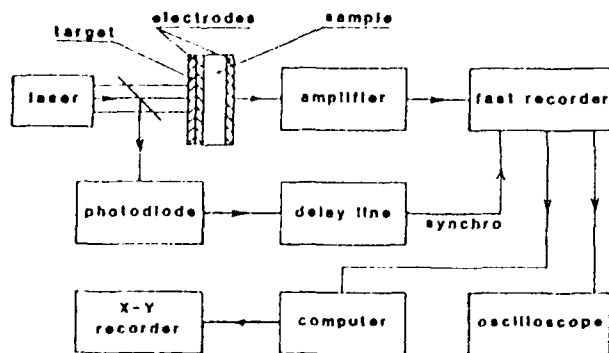 electrodes
target
sample
laser
amplifier
fast recorder
photodiode
delay line
synchro
X-Y
recorder
computer
oscilloscope